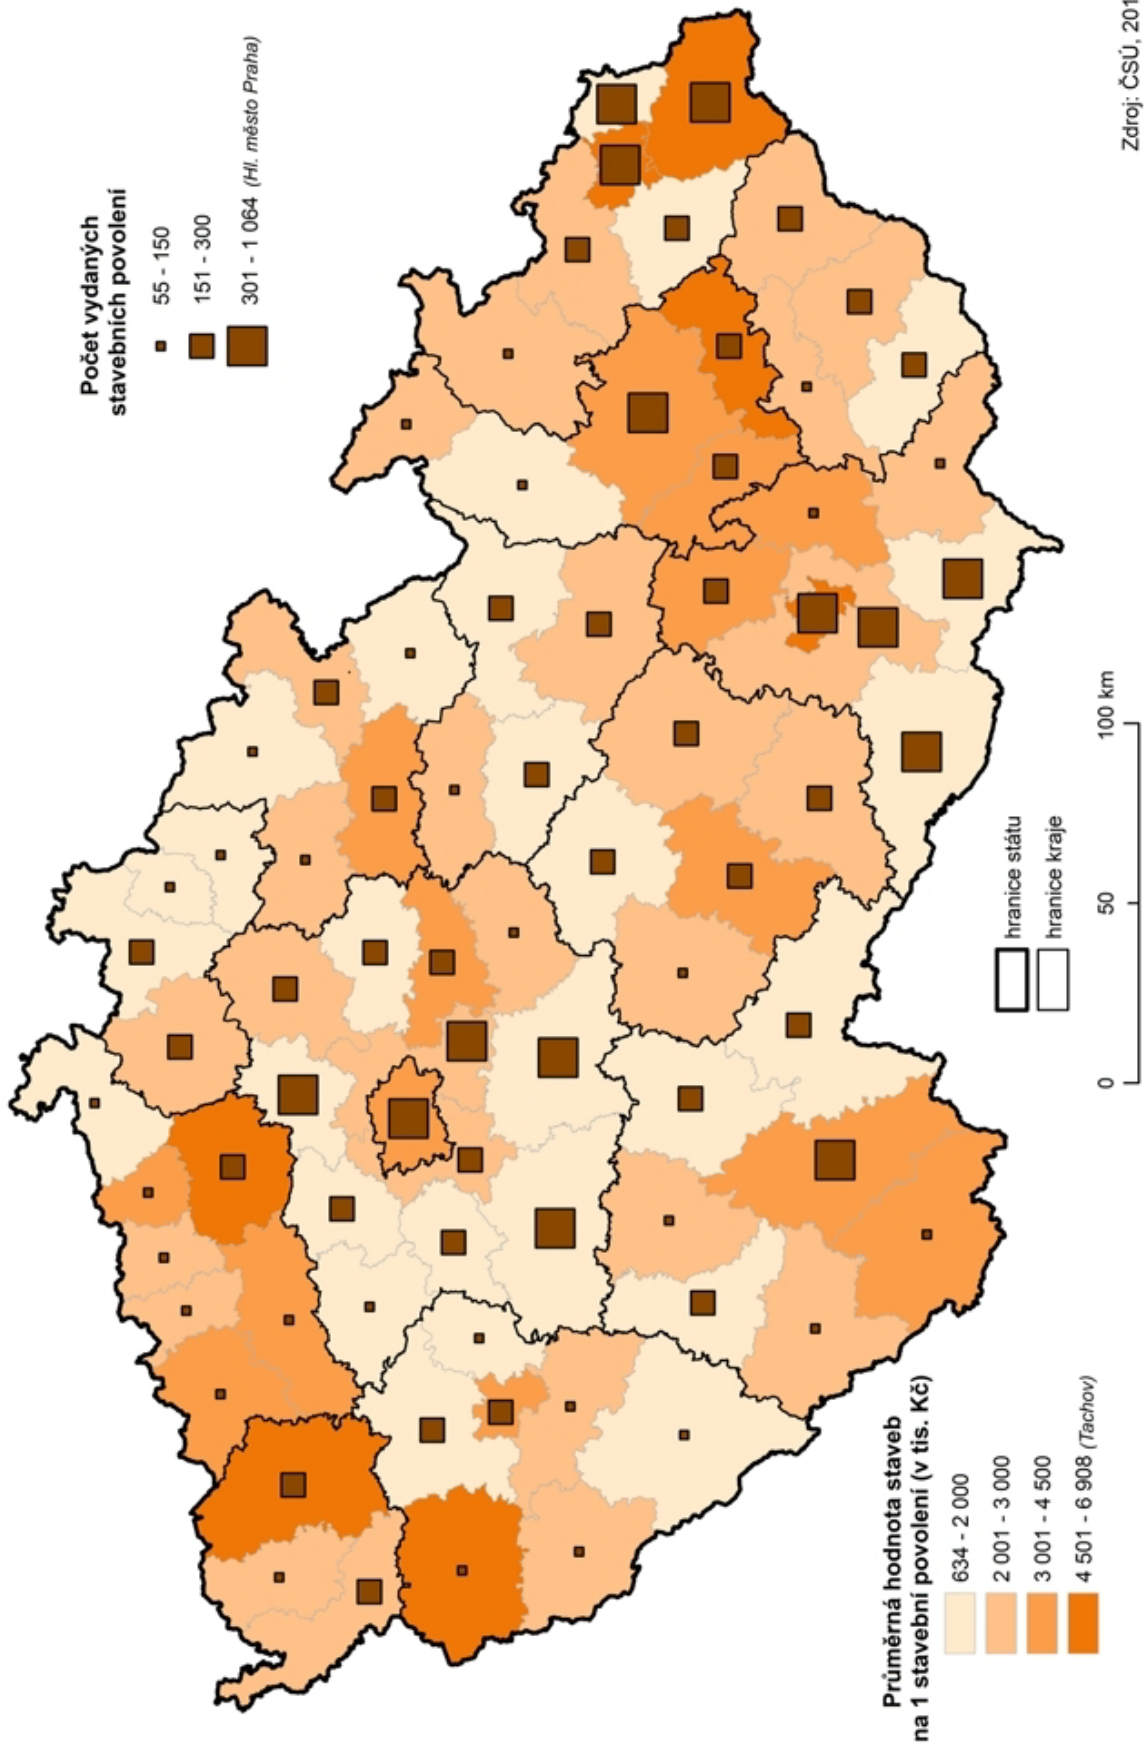 Počet vydaných
stavebních povolení
55 - 150
151 - 300
301 - 1 064 (Hl. město Praha)
Průměrná hodnota staveb
na 1 stavební povolení (v tis. Kč)
634 - 2 000
2 001 - 3 000
3 001 - 4 500
4 501 - 6 908 (Tachov)
hranice státu
hranice kraje
0 50 100 km
Zdroj: ČSÚ, 201